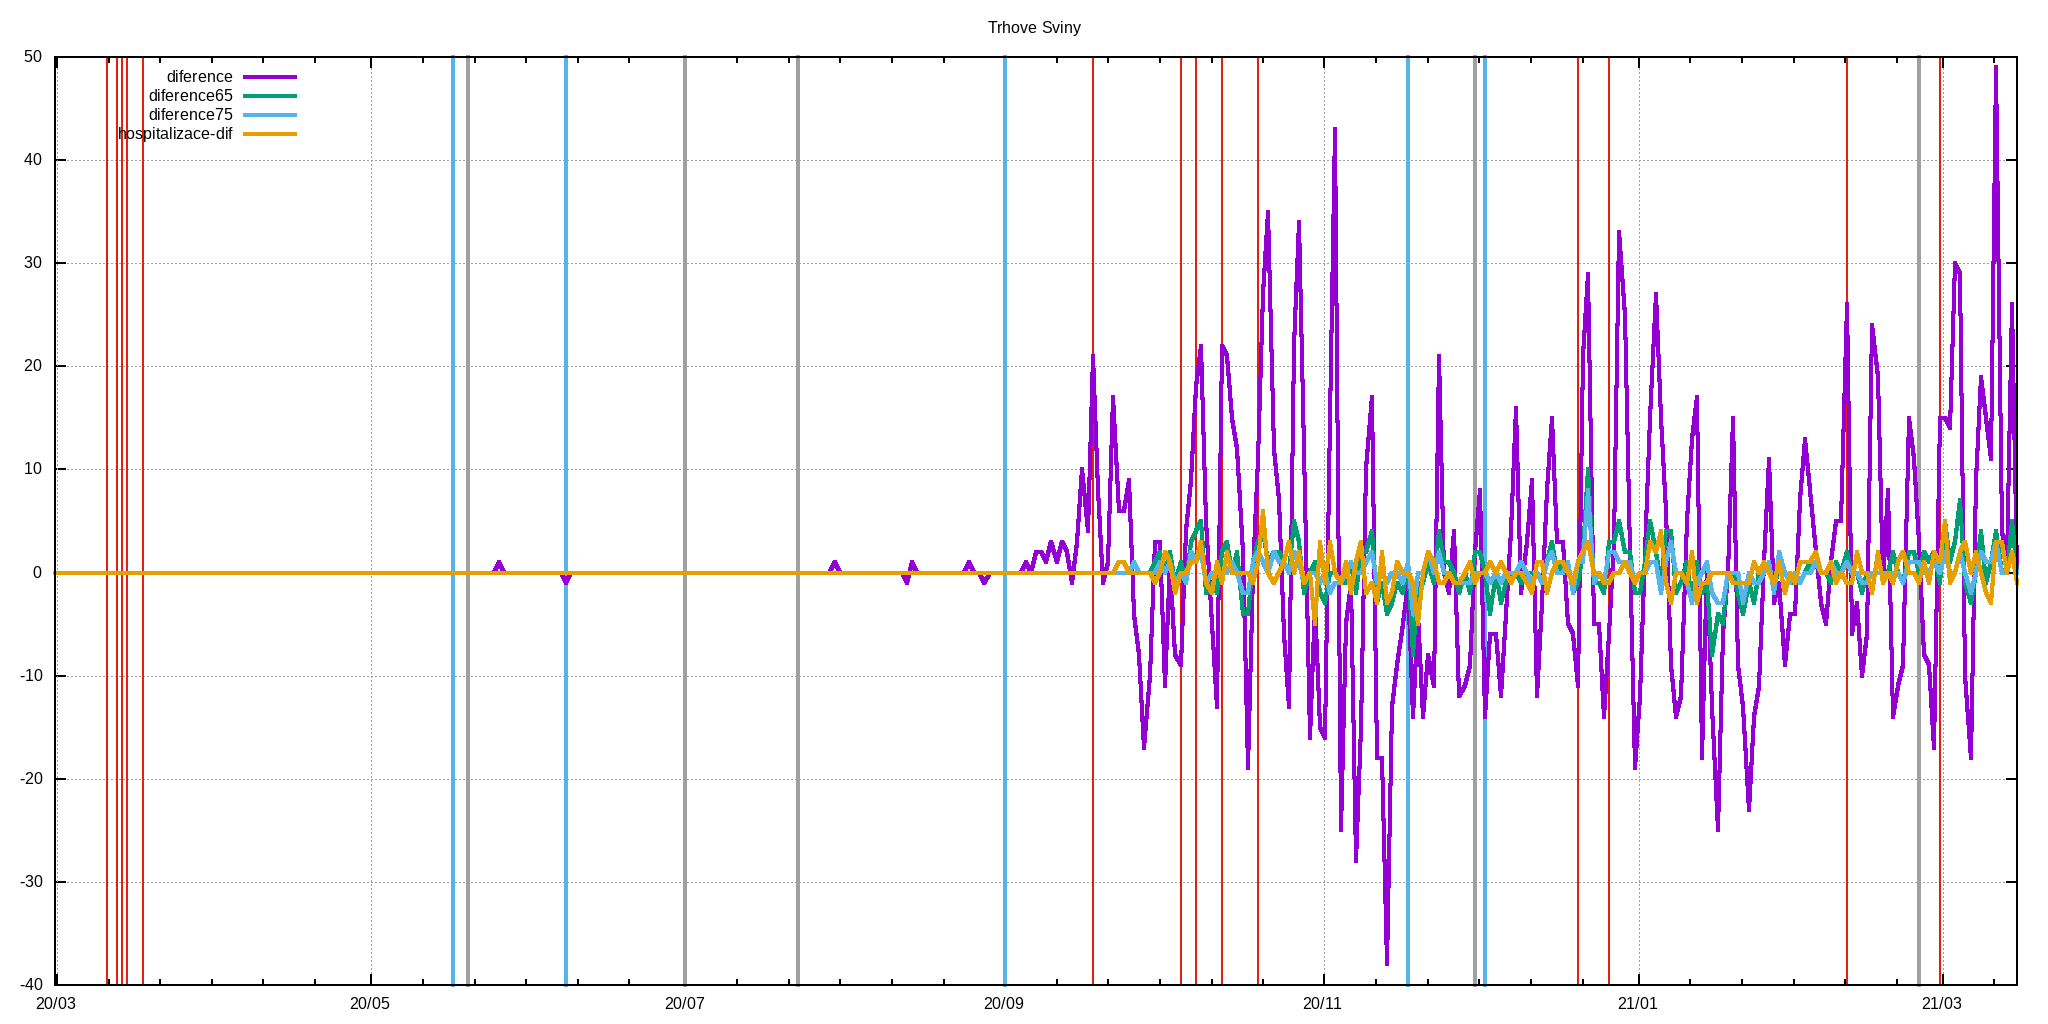 Trhove Sviny
50
diference
diference65
diference75
hospitalizace-dif
40
30
20
10
0
-10
-20
-30
-40
20/03 20/05 20/07 20/09 20/11 21/01 21/03